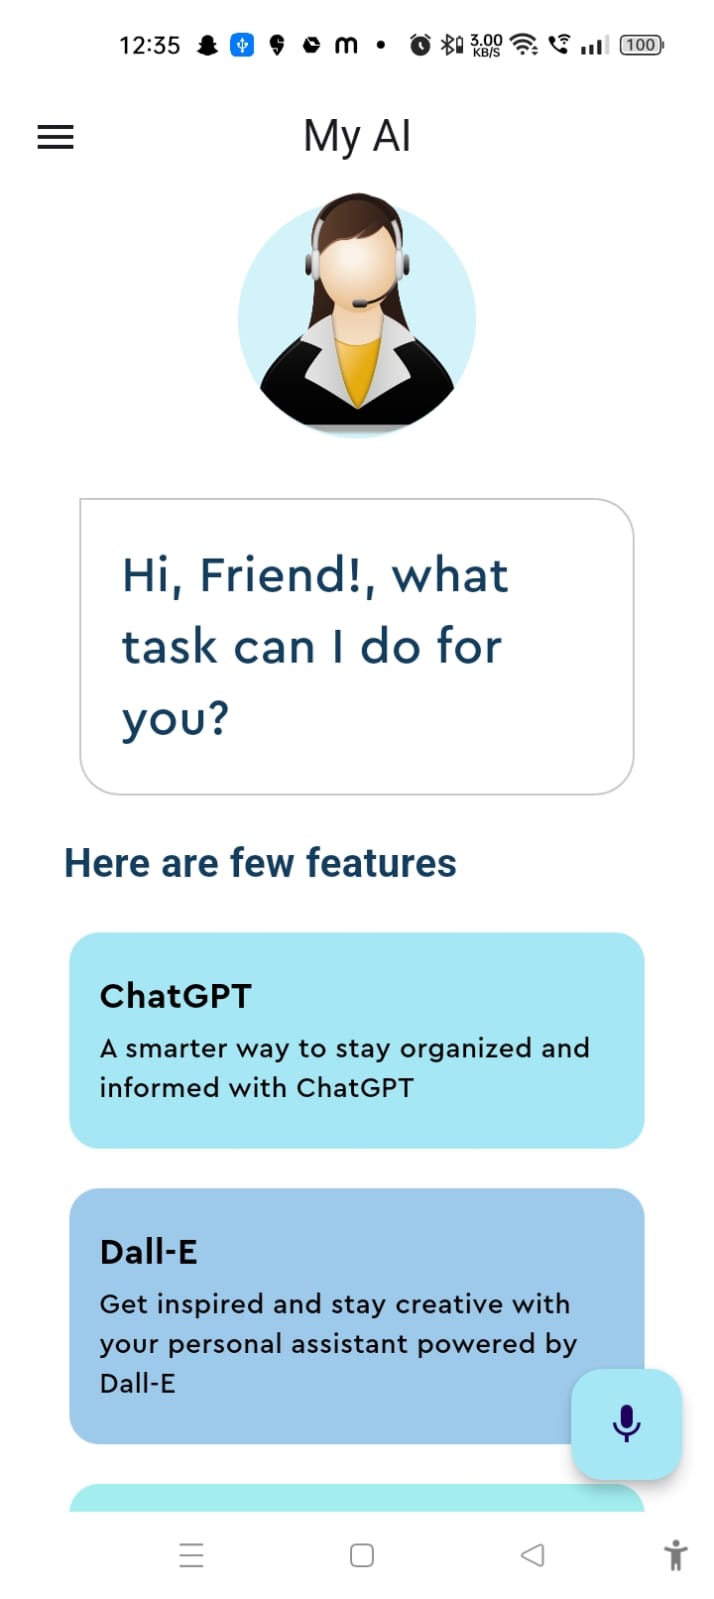 12:35 m 3.00 KB/S 100
My AI
Hi, Friend!, what
task can I do for
you?
Here are few features
ChatGPT
A smarter way to stay organized and
informed with ChatGPT
Dall-E
Get inspired and stay creative with
your personal assistant powered by
Dall-E